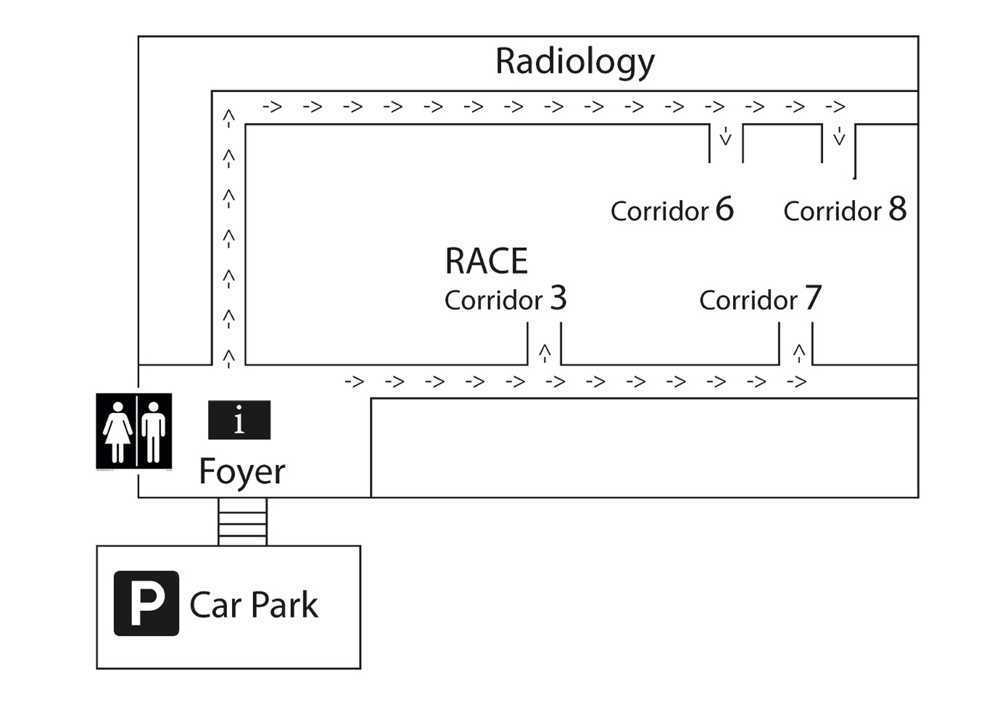 Radiology
Corridor 6
Corridor 8
RACE
Corridor 3
Corridor 7
i
Foyer
P
Car Park